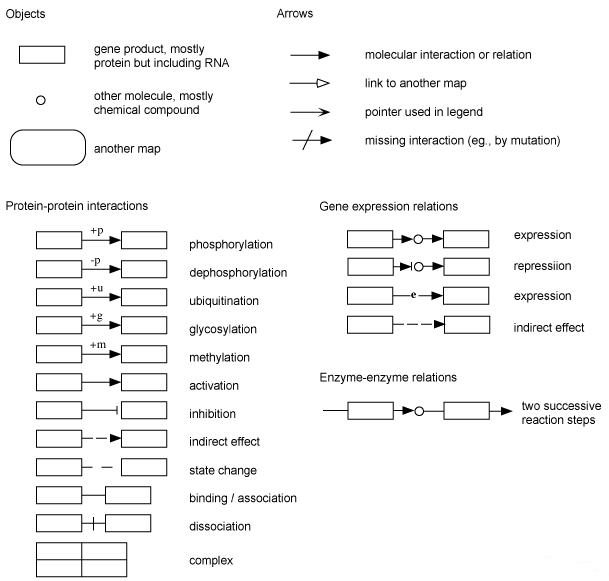 Objects
gene product, mostly
protein but including RNA
other molecule, mostly
chemical compound
another map
Arrows
molecular interaction or relation
link to another map
pointer used in legend
missing interaction (eg., by mutation)
Protein-protein interactions
+p
phosphorylation
-p
dephosphorylation
+u
ubiquitination
+g
glycosylation
+m
methylation
activation
inhibition
indirect effect
state change
binding / association
dissociation
complex
Gene expression relations
expression
repressiion
e
expression
indirect effect
Enzyme-enzyme relations
two successive
reaction steps